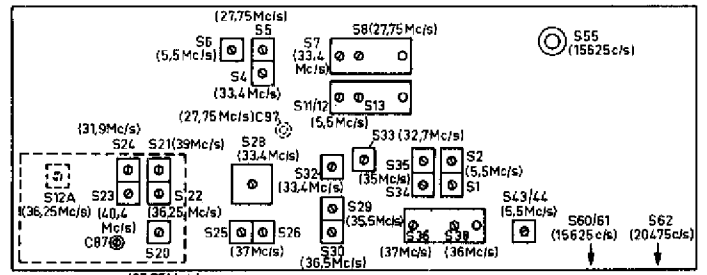 (27,75Mc/s)
S5
S6
(5,5Mc/s)
S4
(33,4Mc/s)
S8(27,75Mc/s)
S7
(33,4
Mc/s)
S55
(15625c/s)
S11/12
S13
(5,5Mc/s)
(27,75Mc/s)C97
(31,9Mc/s)
S24
S21(39Mc/s)
S28
(33,4Mc/s)
S33 (32,7Mc/s)
S32
(33,4Mc/s)
S35
(35Mc/s)
S34
S2
(5,5Mc/s)
S1
S12A
(36,25Mc/s)
S23
(40,4
Mc/s)
S22
(36,25Mc/s)
C87
S20
S25
S26
(37Mc/s)
S29
(35,5Mc/s)
S30
(36,5Mc/s)
S36
S38
(37Mc/s)
(36Mc/s)
S43/44
(5,5Mc/s)
S60/61
(15625c/s)
S62
(20475c/s)